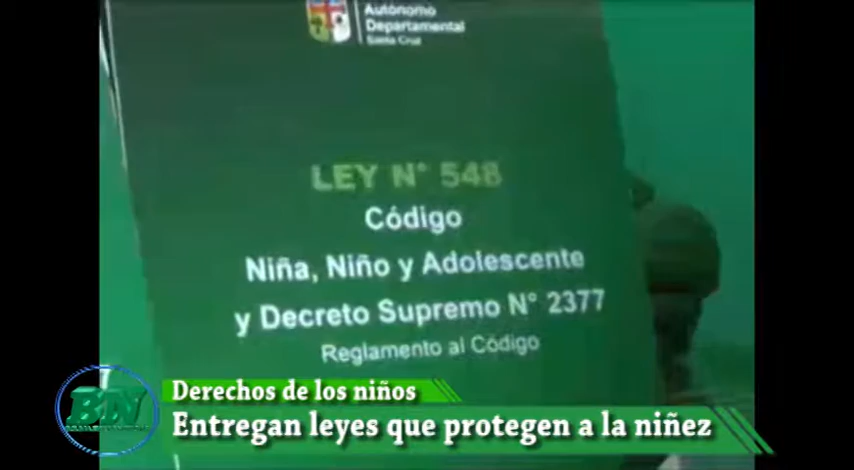 Autónomo
Departamental
Santa Cruz
LEY N° 548
Código
Niña, Niño y Adolescente
y Decreto Supremo N° 2377
Reglamento al Código
Derechos de los niños
BN
Entregan leyes que protegen a la niñez